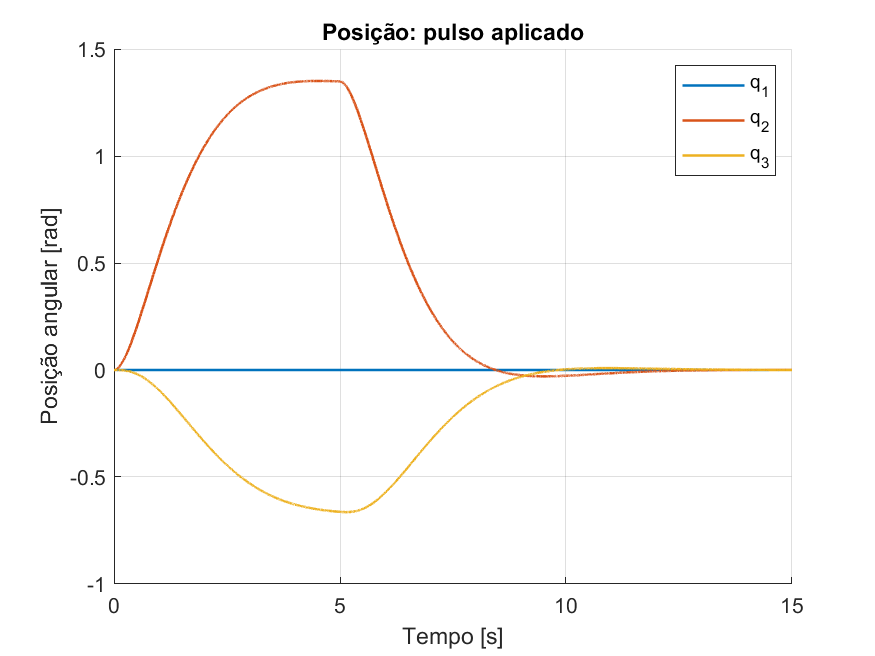 Posição: pulso aplicado
1.5
1
0.5
0
-0.5
-1
0
5
10
15
Posição angular [rad]
Tempo [s]
q1
q2
q3